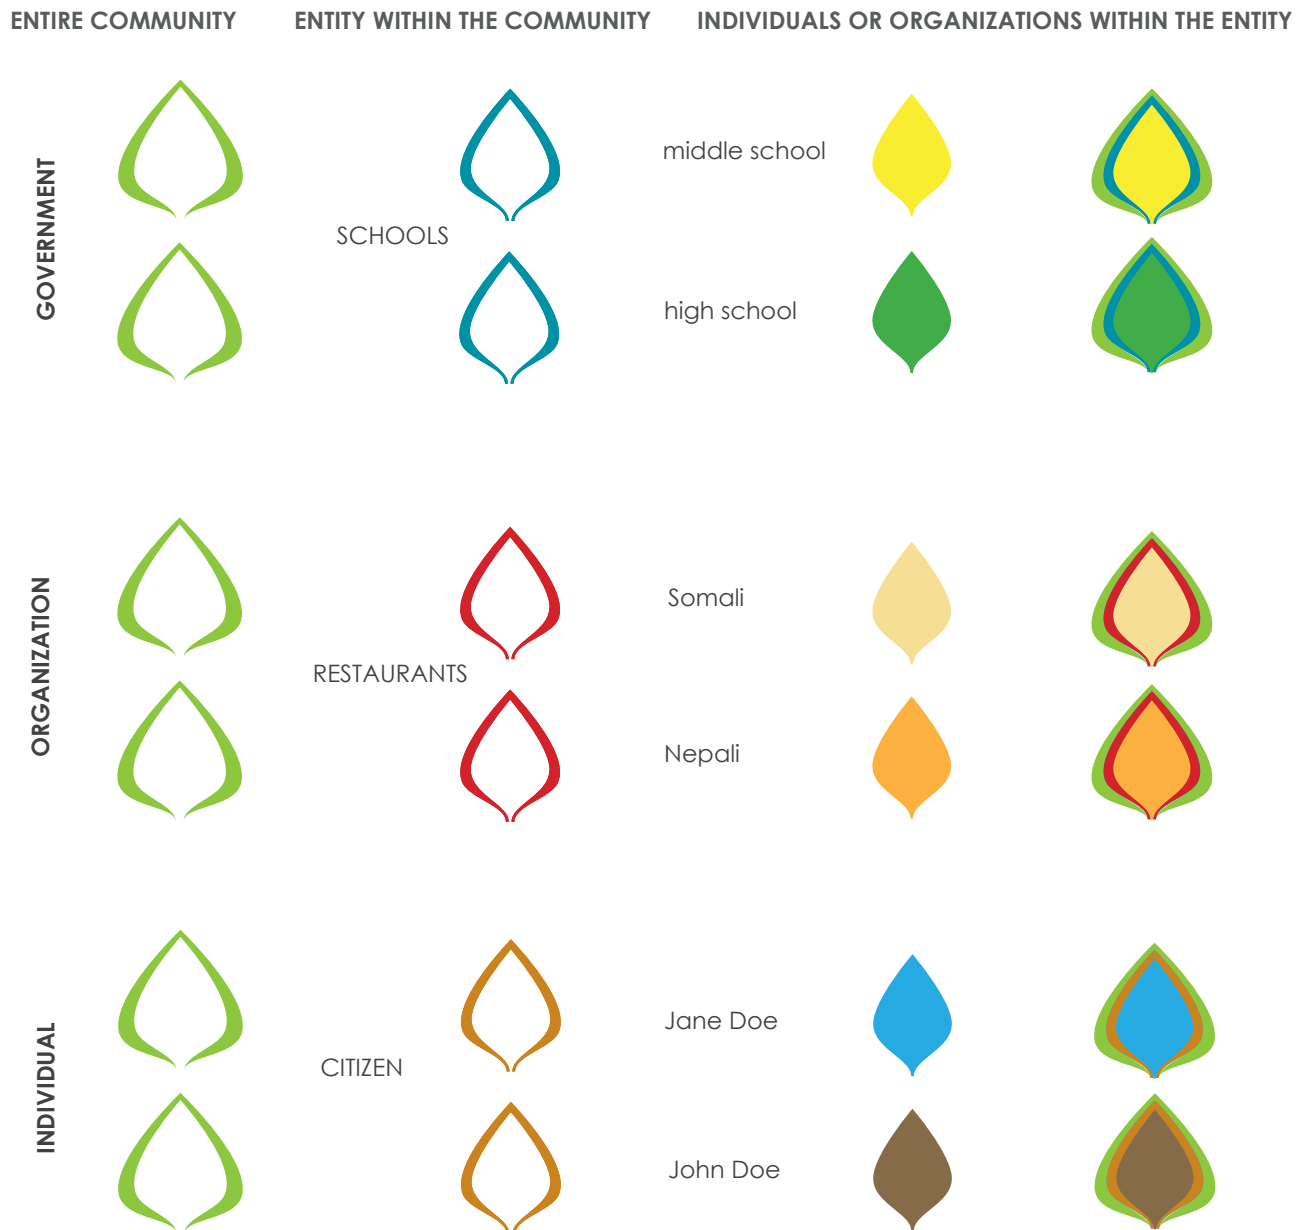 ENTIRE COMMUNITY
ENTITY WITHIN THE COMMUNITY
INDIVIDUALS OR ORGANIZATIONS WITHIN THE ENTITY
GOVERNMENT
SCHOOLS
middle school
high school
ORGANIZATION
RESTAURANTS
Somali
Nepali
INDIVIDUAL
CITIZEN
Jane Doe
John Doe